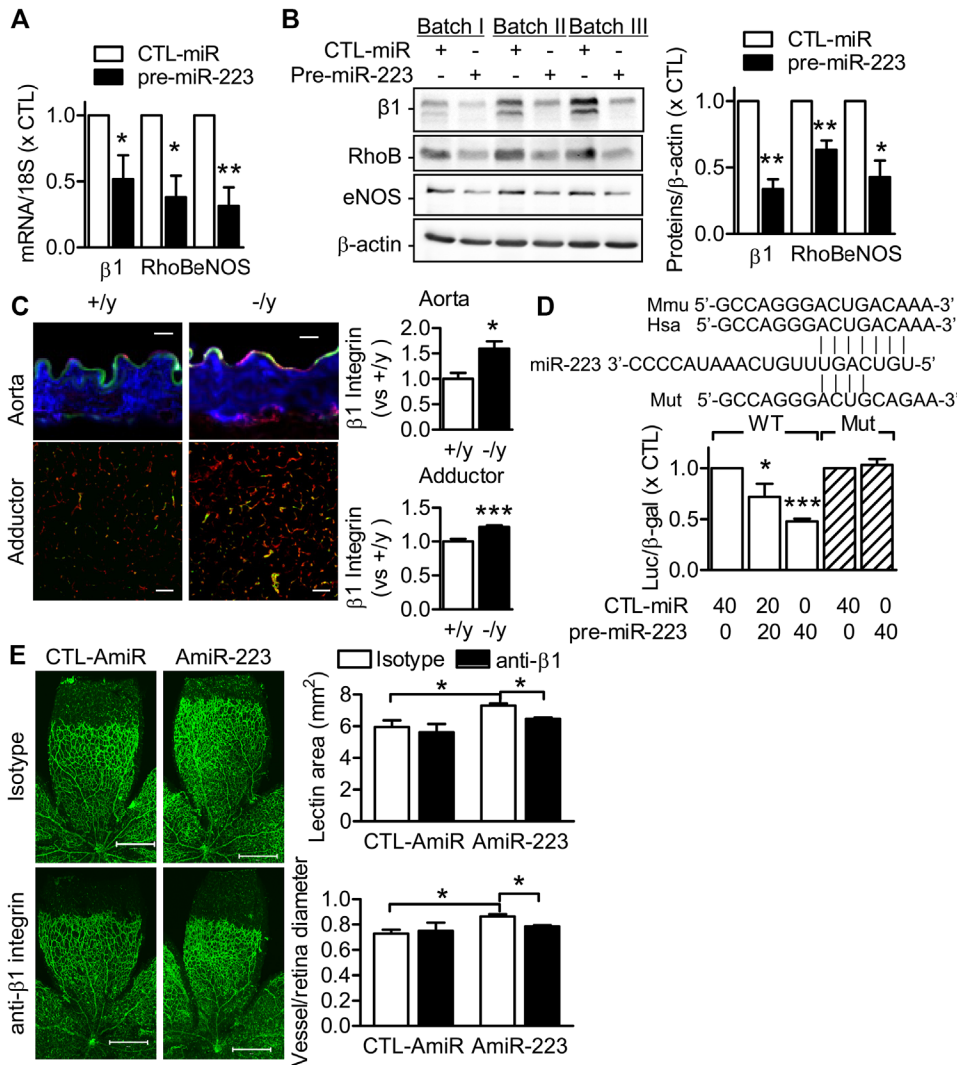 A
CTL-miR
pre-miR-223
mRNA/18S (x CTL)
1.0
0.5
0.0
* * **
β1 RhoB eNOS
B
Batch I Batch II Batch III
CTL-miR + - + - + -
Pre-miR-223 - + - + - +
β1
RhoB
eNOS
β-actin
CTL-miR
pre-miR-223
Proteins/β-actin (x CTL)
1.0
0.5
0.0
** ** *
β1 RhoB eNOS
C
+/y -/y
Aorta
Adductor
Aorta
β1 Integrin
(vs +/y)
2.0
1.5
1.0
0.5
0.0
*
+/y -/y
Adductor
β1 Integrin
(vs +/y)
1.5
1.0
0.5
0.0
***
+/y -/y
D
Mmu 5’-GCCAGGGACUGACAAA-3’
Hsa 5’-GCCAGGGACUGACAAA-3’
miR-223 3’-CCCCAUAAACUGUUUGACUGU-5’
Mut 5’-GCCAGGGACUGCAGAA-3’
WT Mut
Luc/β-gal (x CTL)
1.0
0.5
0.0
* ***
CTL-miR 40 20 0 40 0
pre-miR-223 0 20 40 0 40
E
CTL-AmiR AmiR-223
Isotype
anti-β1 integrin
Isotype anti-β1
Lectin area (mm²)
8
6
4
2
0
* *
CTL-AmiR AmiR-223
Vessel/retina diameter
1.0
0.8
0.6
0.4
0.2
0.0
* *
CTL-AmiR AmiR-223